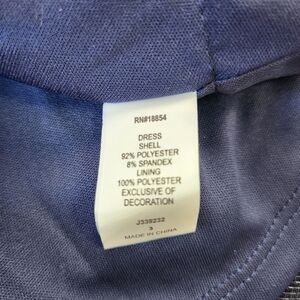 RN#18854
DRESS
SHELL
92% POLYESTER
8% SPANDEX
LINING
100% POLYESTER
EXCLUSIVE OF
DECORATION
J339232
3
MADE IN CHINA